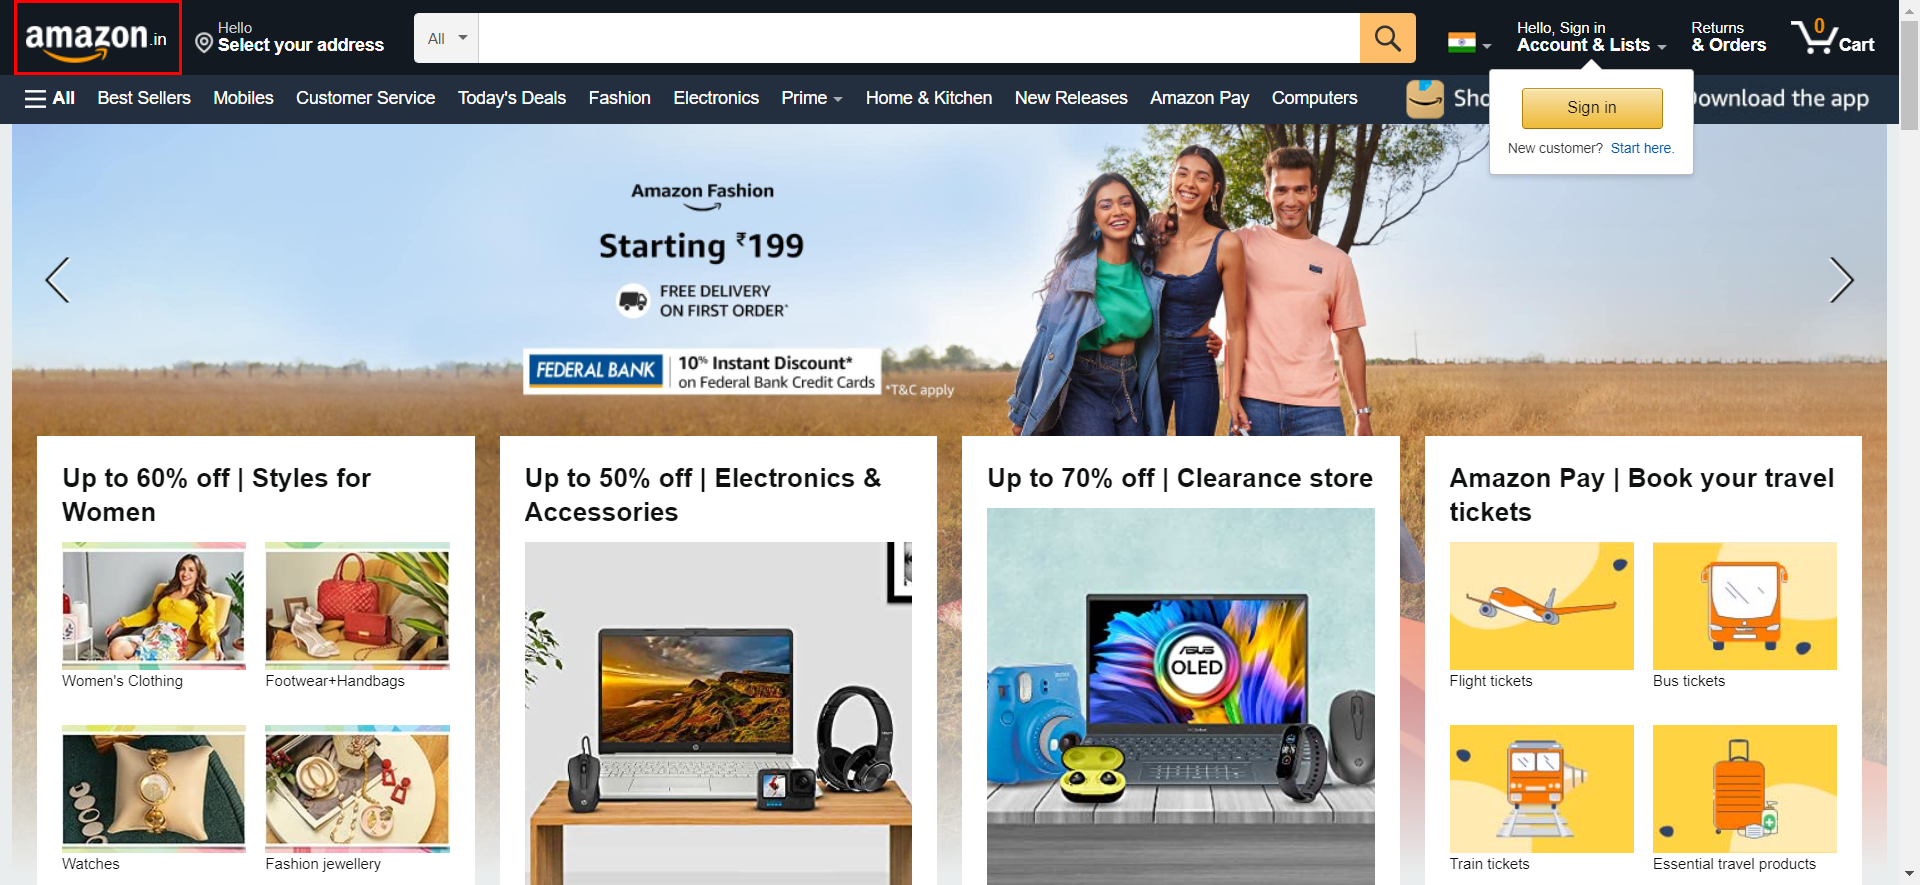 amazon.in
Hello
Select your address
All
Hello, Sign in
Account & Lists
Returns
& Orders
0
Cart
All
Best Sellers
Mobiles
Customer Service
Today's Deals
Fashion
Electronics
Prime
Home & Kitchen
New Releases
Amazon Pay
Computers
Sho
ownload the app
Sign in
New customer? Start here.
Amazon Fashion
Starting ₹199
FREE DELIVERY
ON FIRST ORDER*
FEDERAL BANK
10% Instant Discount*
on Federal Bank Credit Cards
*T&C apply
Up to 60% off | Styles for
Women
Women's Clothing
Footwear+Handbags
Watches
Fashion jewellery
Up to 50% off | Electronics &
Accessories
Up to 70% off | Clearance store
ASUS
OLED
Amazon Pay | Book your travel
tickets
Flight tickets
Bus tickets
Train tickets
Essential travel products